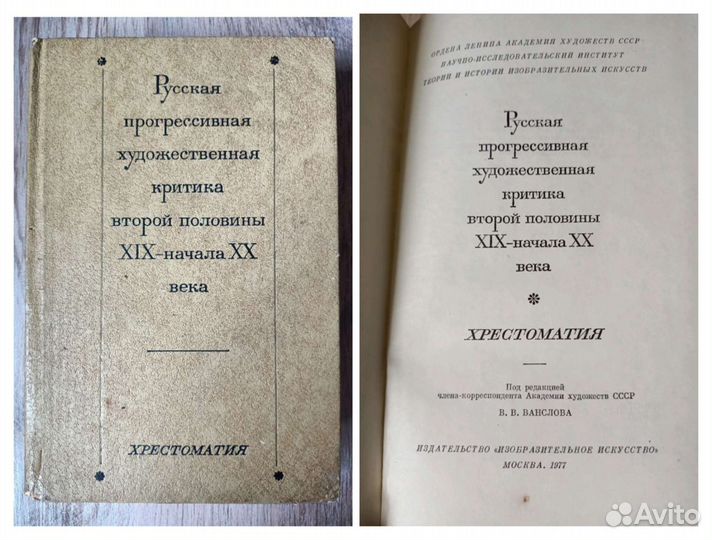 Русская
прогрессивная
художественная
критика
второй половины
XIX-начала XX
века
ХРЕСТОМАТИЯ
ОРДЕНА ЛЕНИНА АКАДЕМИЯ ХУДОЖЕСТВ СССР
НАУЧНО-ИССЛЕДОВАТЕЛЬСКИЙ ИНСТИТУТ
ТЕОРИИ И ИСТОРИИ ИЗОБРАЗИТЕЛЬНЫХ ИСКУССТВ
Русская
прогрессивная
художественная
критика
второй половины
XIX-начала XX
века
ХРЕСТОМАТИЯ
Под редакцией
члена-корреспондента Академии художеств СССР
В. В. ВАНСЛОВА
ИЗДАТЕЛЬСТВО «ИЗОБРАЗИТЕЛЬНОЕ ИСКУССТВО»
МОСКВА. 1977
Avito